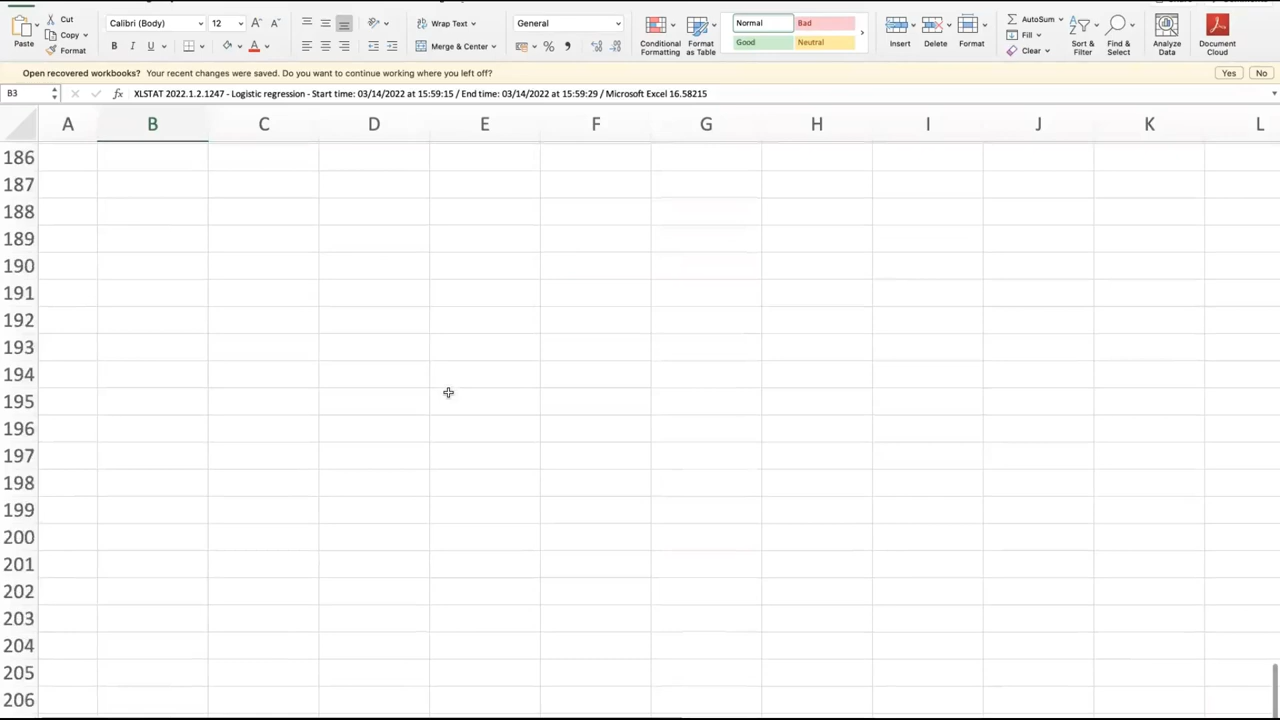 Cut
Copy
Format
Paste
Calibri (Body)
12
A^
Aˇ
I
U
A
Wrap Text
Merge & Center
General
%
Conditional
Formatting
Format
as Table
Normal
Bad
Good
Neutral
Insert
Delete
Format
AutoSum
Fill
Clear
Sort &
Filter
Find &
Select
Analyze
Data
Document
Cloud
Open recovered workbooks? Your recent changes were saved. Do you want to continue working where you left off?
Yes
No
B3
fx
XLSTAT 2022.1.2.1247 - Logistic regression - Start time: 03/14/2022 at 15:59:15 / End time: 03/14/2022 at 15:59:29 / Microsoft Excel 16.58215
A B C D E F G H I J K L
186
187
188
189
190
191
192
193
194
195
196
197
198
199
200
201
202
203
204
205
206